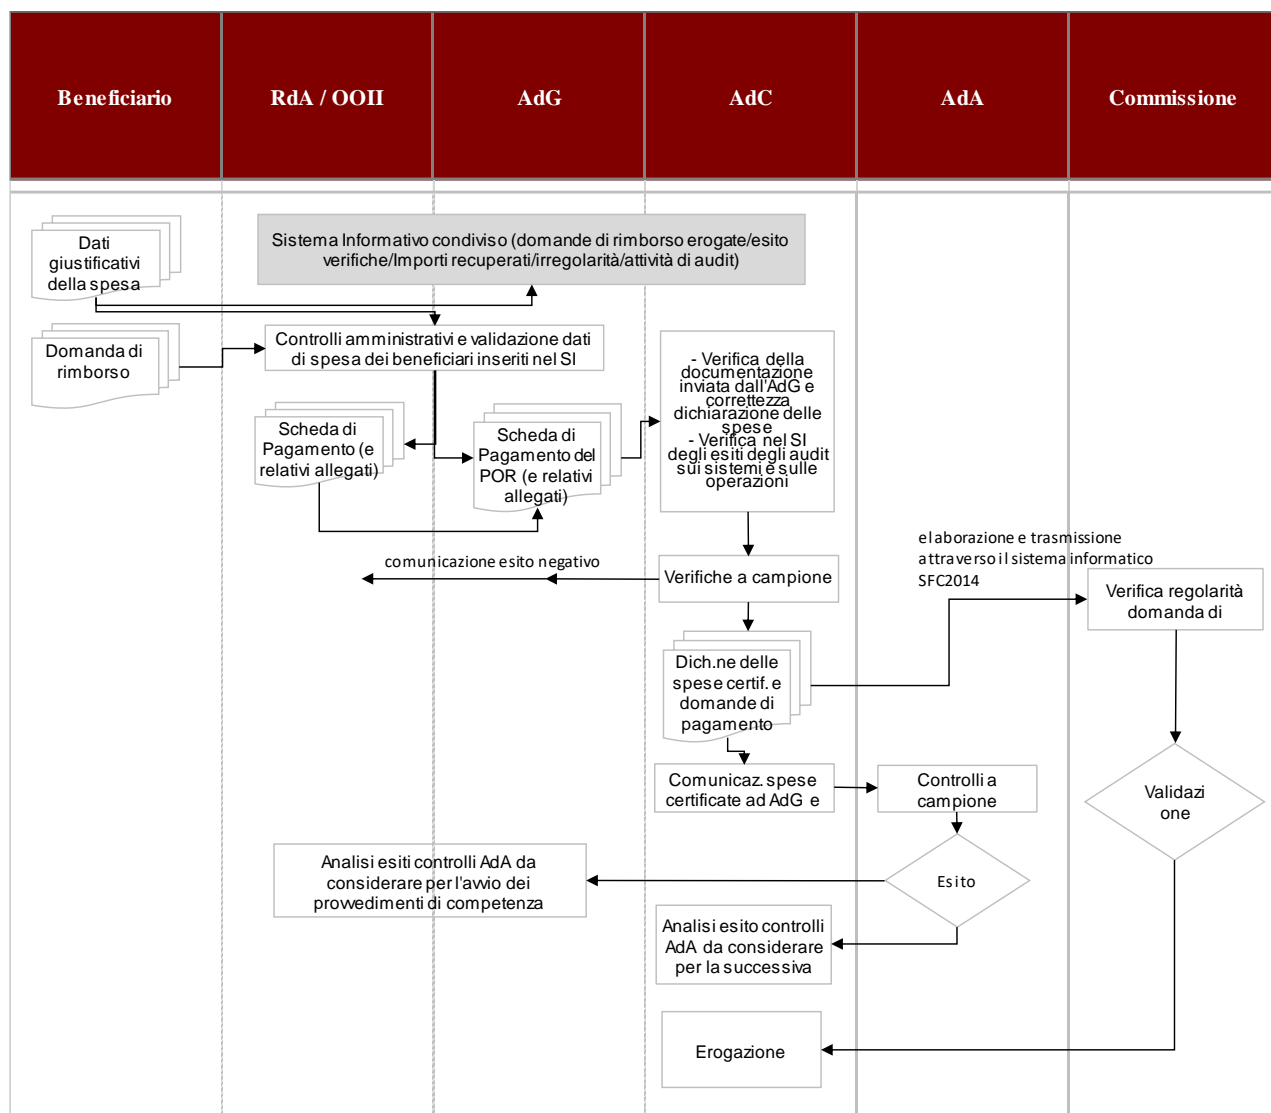 Beneficiario
RdA / OOII
AdG
AdC
AdA
Commissione
Dati
giustificativi
della spesa
Sistema Informativo condiviso (domande di rimborso erogate/esito
verifiche/Importi recuperati/irregolarità/attività di audit)
Domanda di
rimborso
Controlli amministrativi e validazione dati
di spesa dei beneficiari inseriti nel SI
- Verifica della
documentazione
inviata dall'AdG e
correttezza
dichiarazione delle
spese
- Verifica nel SI
degli esiti degli audit
sui sistemi e sulle
operazioni
Scheda di
Pagamento (e
relativi allegati)
Scheda di
Pagamento del
POR (e relativi
allegati)
comunicazione esito negativo
Verifiche a campione
elaborazione e trasmissione
attraverso il sistema informatico
SFC2014
Verifica regolarità
domanda di
Dich.ne delle
spese certif. e
domande di
pagamento
Comunicaz. spese
certificate ad AdG e
Controlli a
campione
Validazi
one
Analisi esiti controlli AdA da
considerare per l'avvio dei
provvedimenti di competenza
Esito
Analisi esito controlli
AdA da considerare
per la successiva
Erogazione